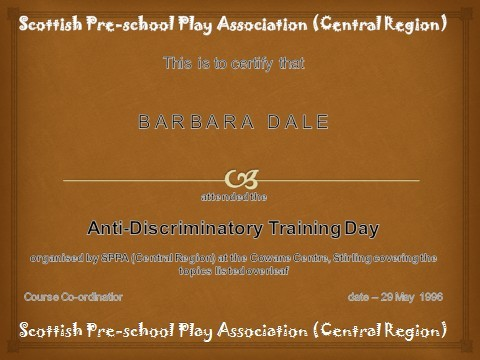 Scottish Pre-school Play Association (Central Region)
This is to certify that
BARBARA DALE
attended the
Anti-Discriminatory Training Day
organised by SPPA (Central Region) at the Cowane Centre, Stirling covering the
topics listed overleaf
Course Co-ordinatior date – 29 May 1996
Scottish Pre-school Play Association (Central Region)